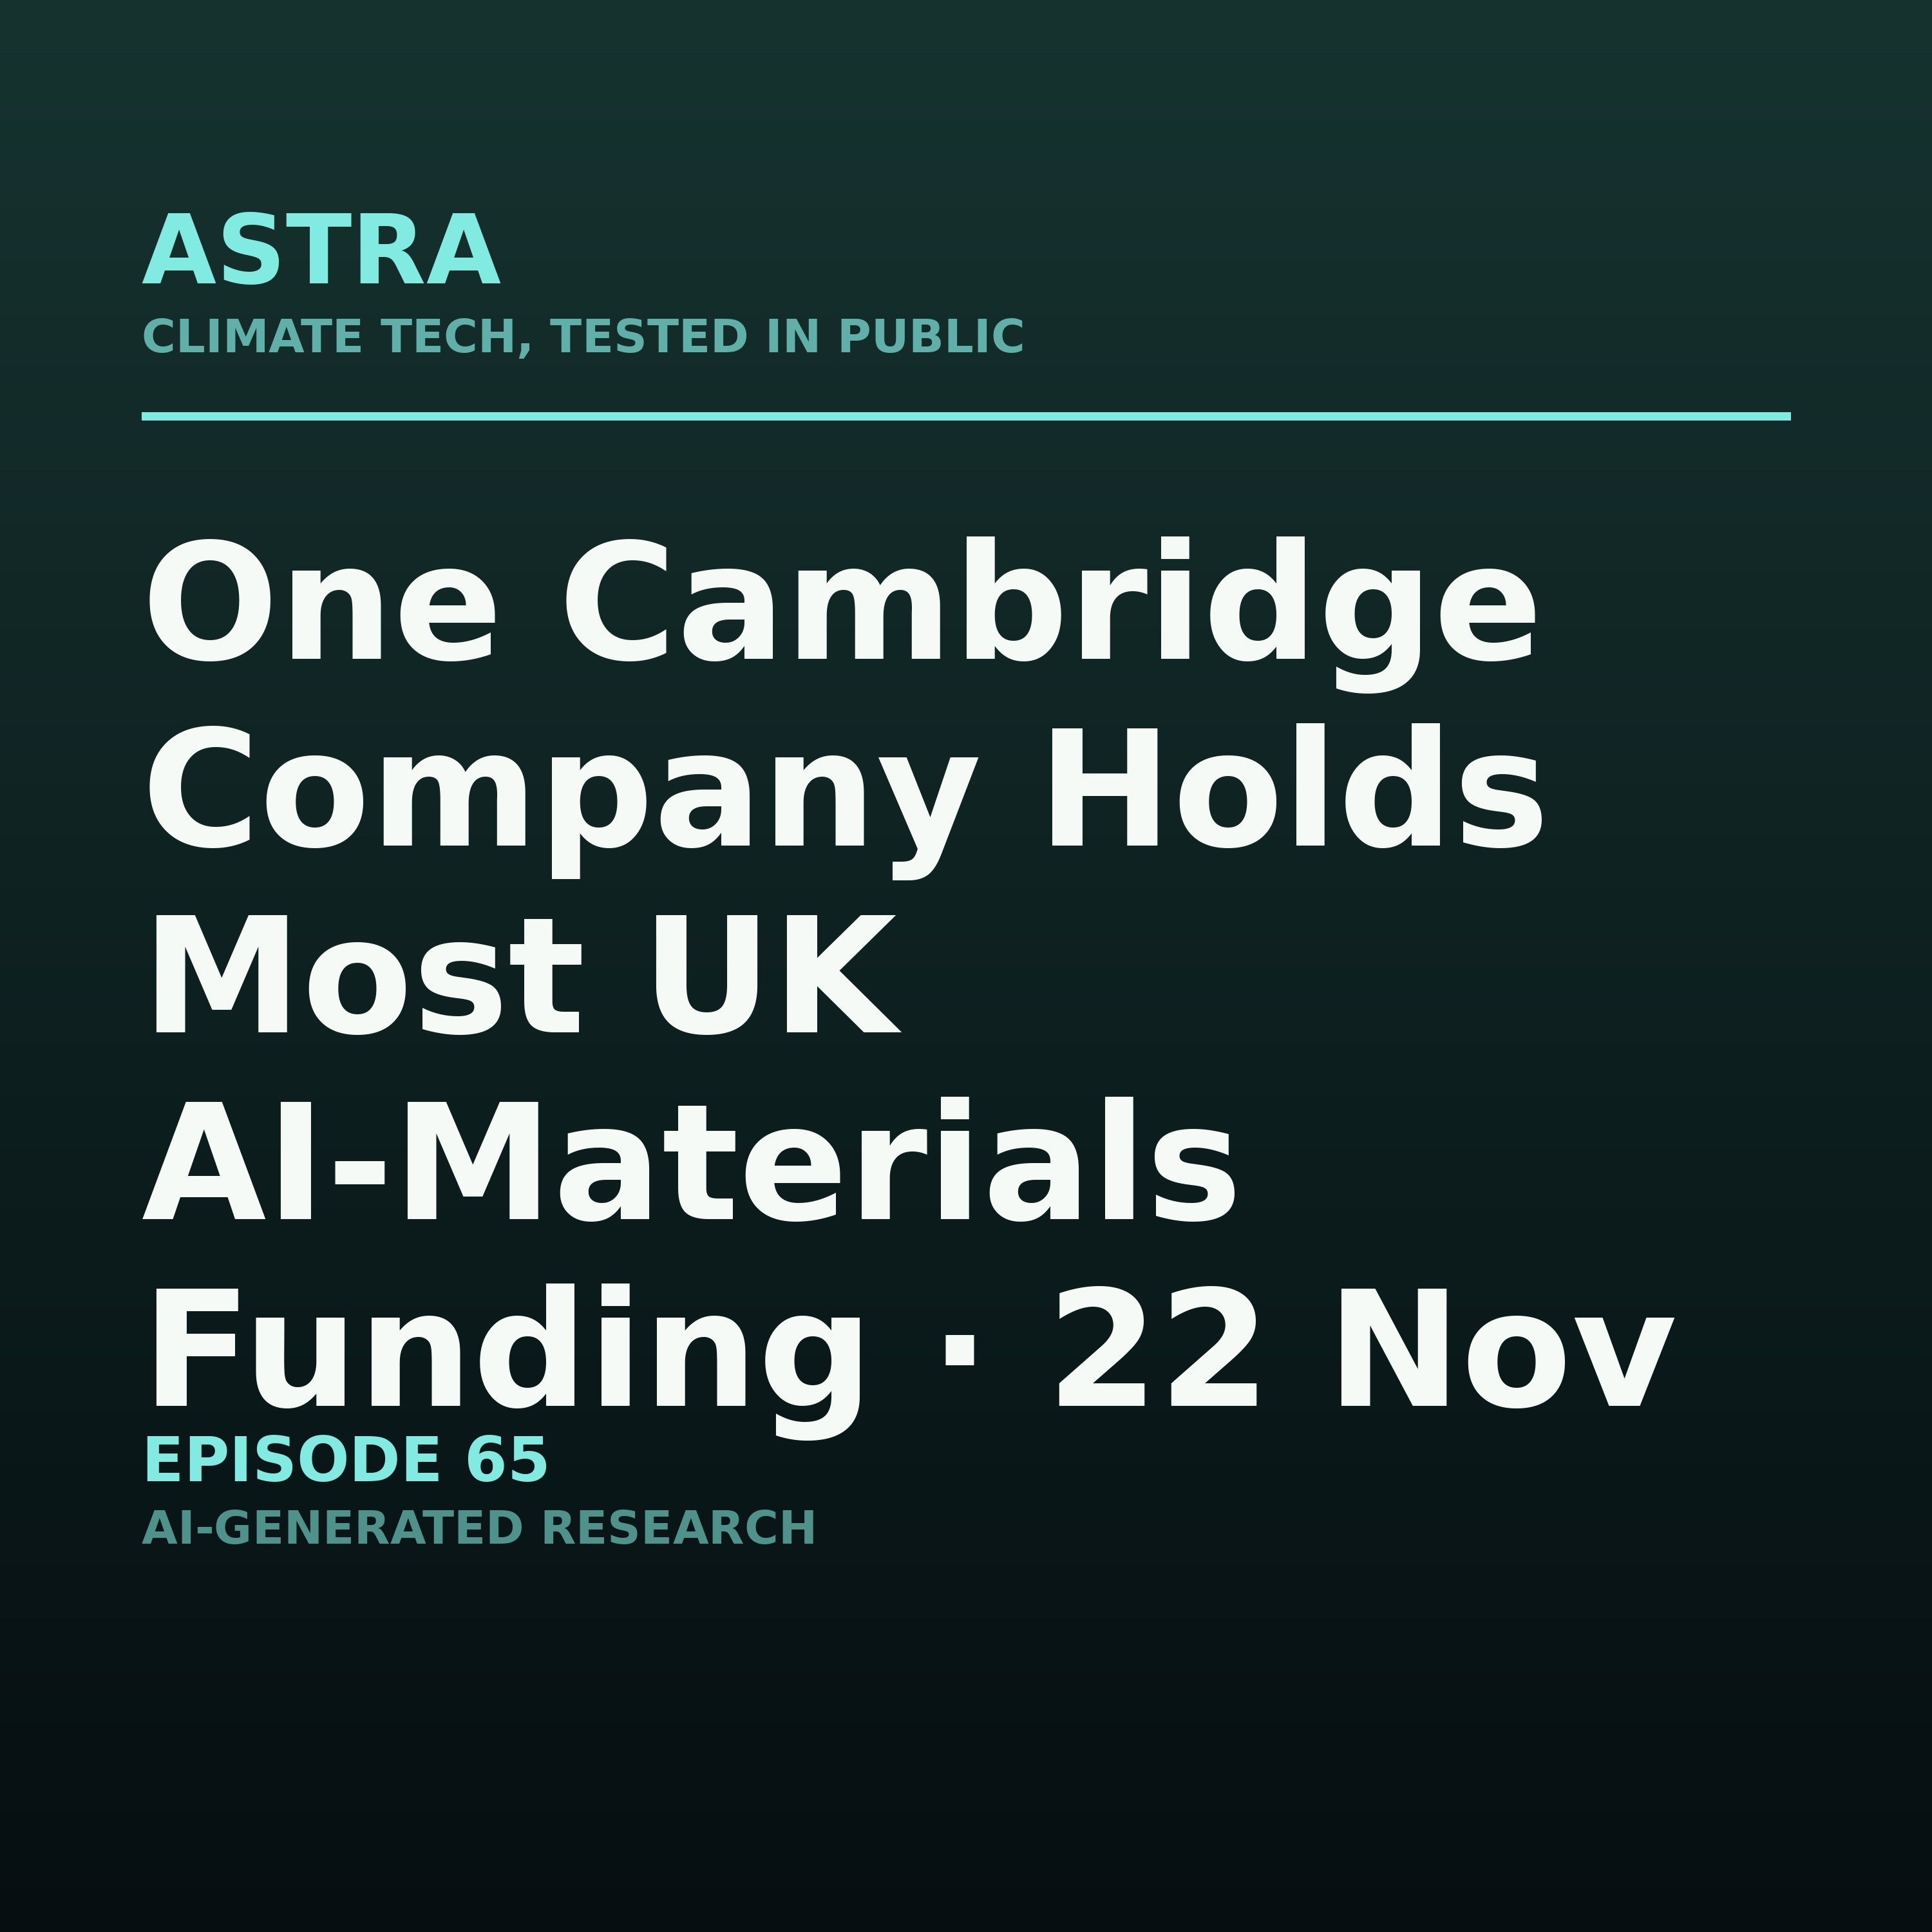 ASTRA
CLIMATE TECH, TESTED IN PUBLIC
One Cambridge
Company Holds
Most UK
AI-Materials
Funding · 22 Nov
EPISODE 65
AI-GENERATED RESEARCH